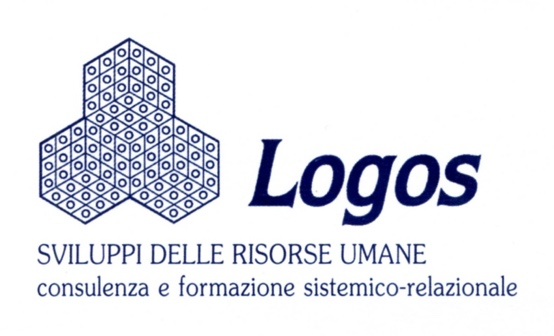 Logos
SVILUPPI DELLE RISORSE UMANE
consulenza e formazione sistemico-relazionale